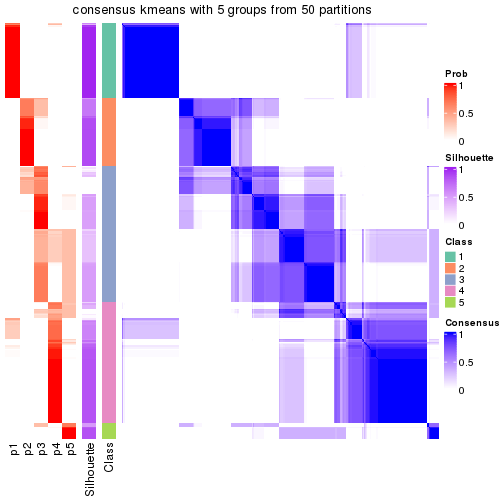 consensus kmeans with 5 groups from 50 partitions
Prob
1
0.5
0
Silhouette
1
0.5
0
Class
1
2
3
4
5
Consensus
1
0.5
0
p1
p2
p3
p4
p5
Silhouette
Class